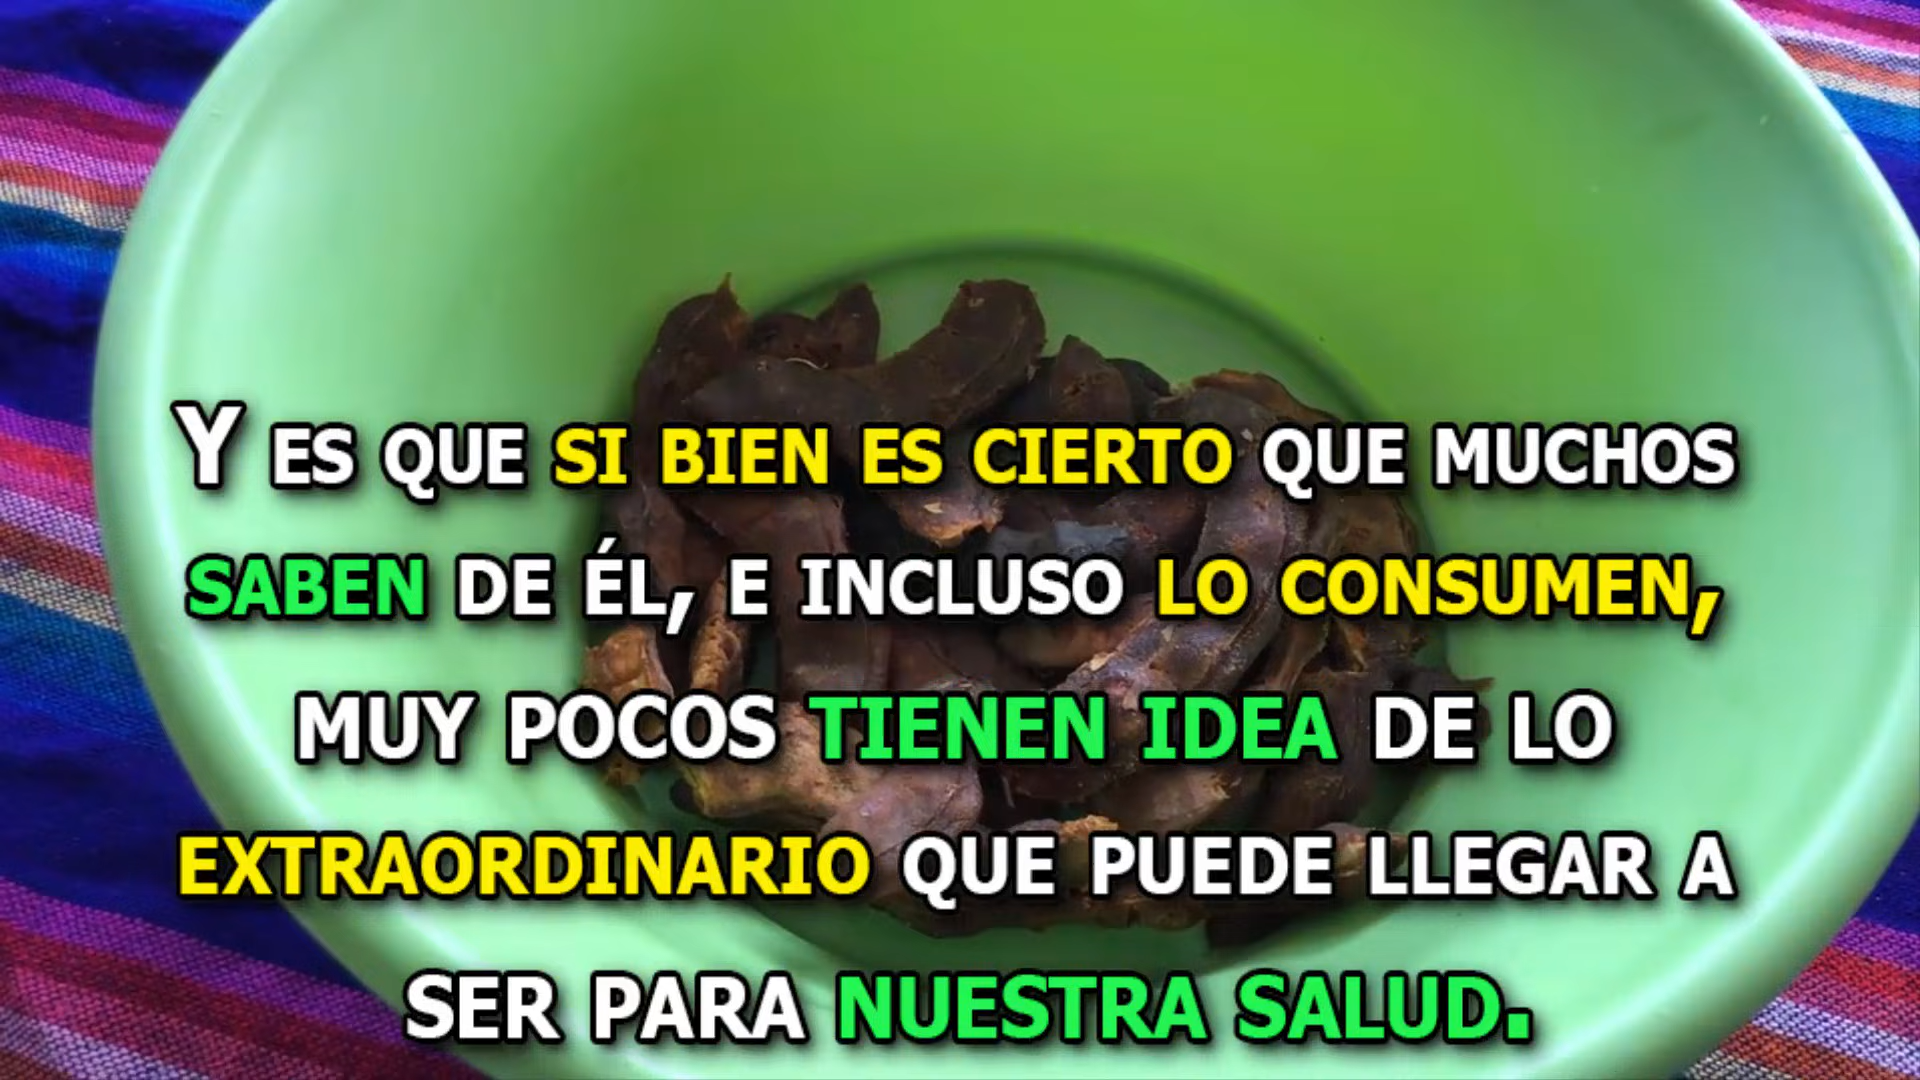 Y ES QUE SI BIEN ES CIERTO QUE MUCHOS
SABEN DE ÉL, E INCLUSO LO CONSUMEN,
MUY POCOS TIENEN IDEA DE LO
EXTRAORDINARIO QUE PUEDE LLEGAR A
SER PARA NUESTRA SALUD.